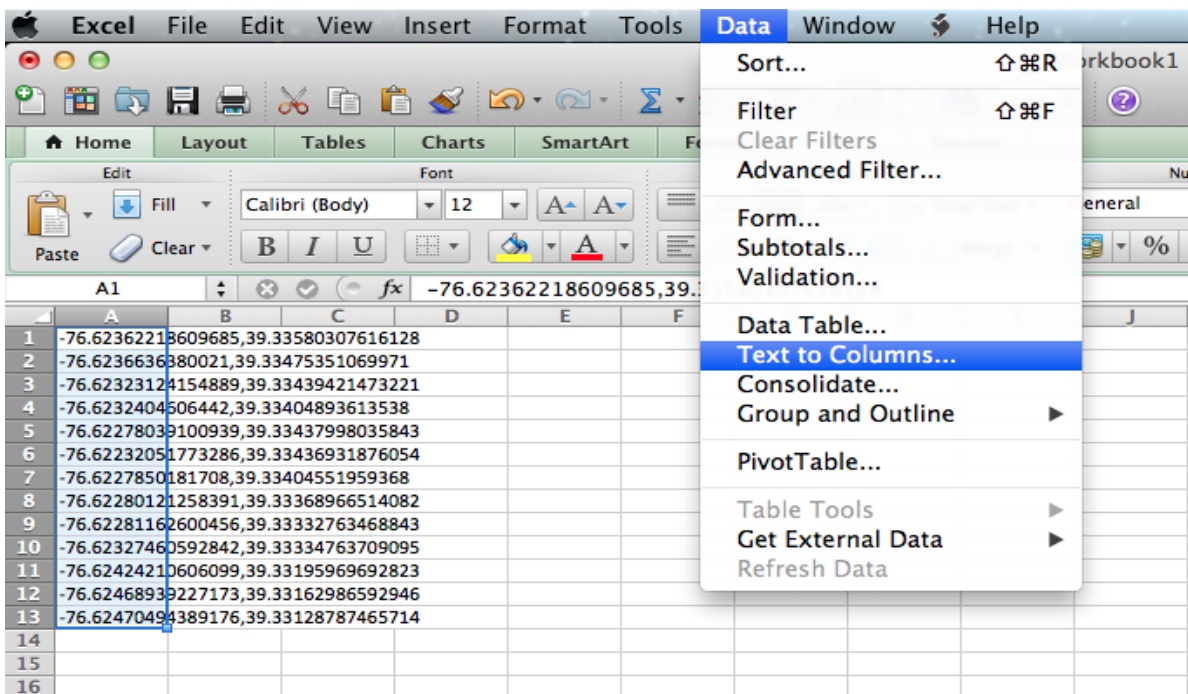 Excel File Edit View Insert Format Tools Data Window Help
orkbook1
Home Layout Tables Charts SmartArt
Edit Font
Fill Calibri (Body) 12 A A
Paste Clear B I U A %
A1 fx -76.62362218609685,39.
A B C D E F J
1 -76.62362218609685,39.33580307616128
2 -76.6236636380021,39.33475351069971
3 -76.62323124154889,39.33439421473221
4 -76.6232404606442,39.33404893613538
5 -76.62278039100939,39.33437998035843
6 -76.62232051773286,39.33436931876054
7 -76.6227850181708,39.33404551959368
8 -76.62280121258391,39.33368966514082
9 -76.62281162600456,39.33332763468843
10 -76.62327460592842,39.33334763709095
11 -76.62424210606099,39.33195969692823
12 -76.62468939227173,39.33162986592946
13 -76.62470494389176,39.33128787465714
14
15
16
Sort... ⇧⌘R
Filter ⇧⌘F
Clear Filters
Advanced Filter...
Form...
Subtotals...
Validation...
Data Table...
Text to Columns...
Consolidate...
Group and Outline
PivotTable...
Table Tools
Get External Data
Refresh Data